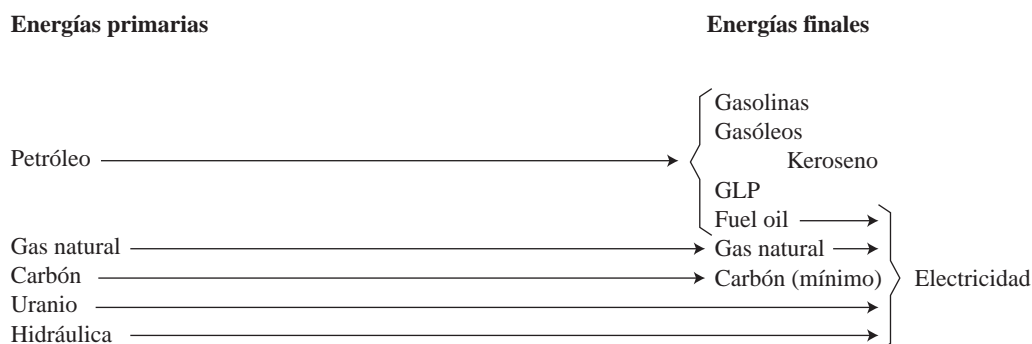 Energías primarias Energías finales
Gasolinas
Gasóleos
Petróleo Keroseno
GLP
Fuel oil
Gas natural Gas natural
Carbón Carbón (mínimo) Electricidad
Uranio
Hidráulica